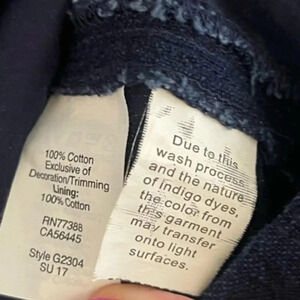 100% Cotton
Exclusive of
Decoration/Trimming
Lining:
100% Cotton
RN77388
CA56445
Style G2304
SU 17
Due to this
wash process
and the nature
of indigo dyes,
the color from
this garment
may transfer
onto light
surfaces.